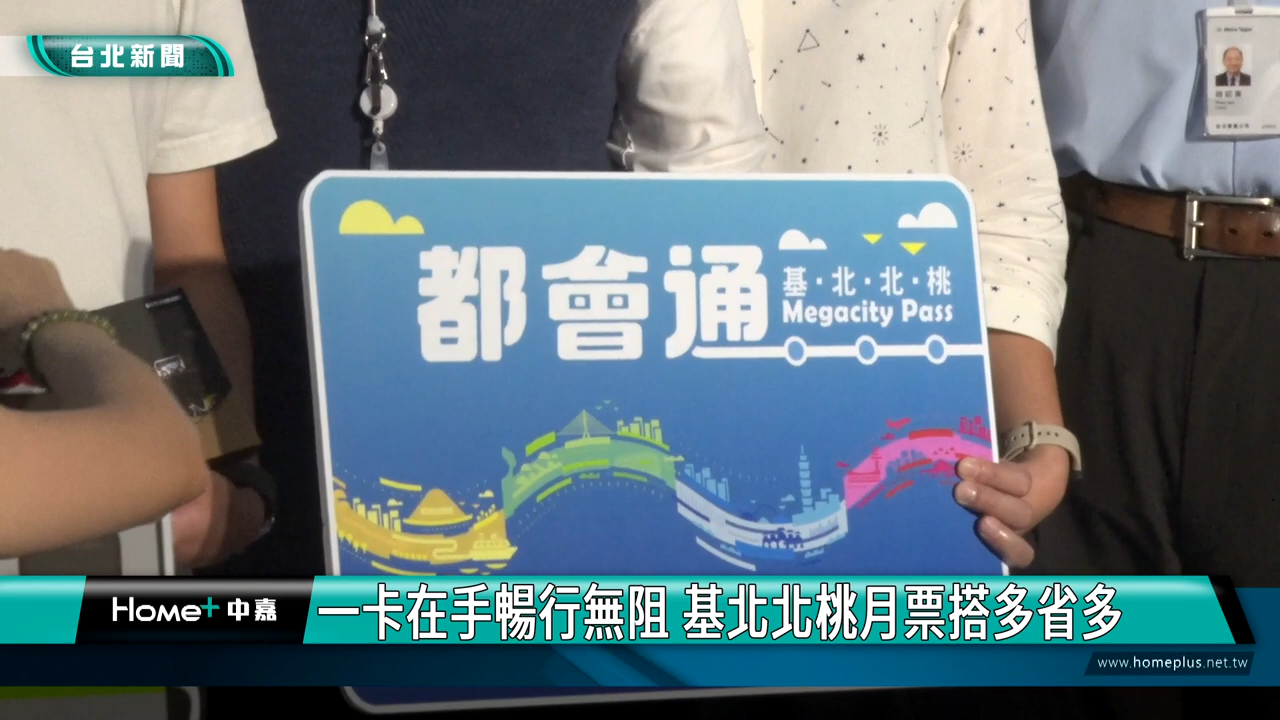 台北新聞
都會通
基·北·北·桃
Megacity Pass
Home+ 中嘉
一卡在手暢行無阻 基北北桃月票搭多省多
www.homeplus.net.tw